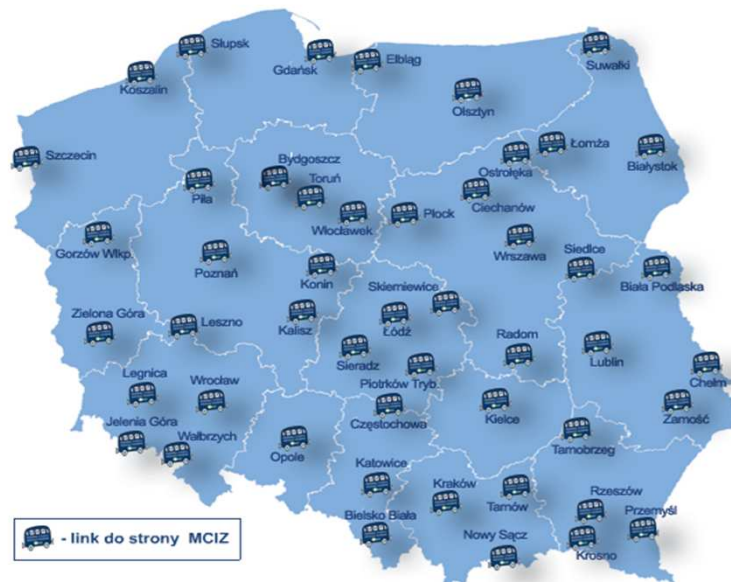 Słupsk
Gdańsk
Elbląg
Suwałki
Koszalin
Olsztyn
Szczecin
Bydgoszcz
Toruń
Piła
Włocławek
Płock
Ostrołęka
Łomża
Białystok
Ciechanów
Gorzów Wlkp.
Poznań
Konin
Wrszawa
Siedlce
Biała Podlaska
Zielona Góra
Leszno
Kalisz
Skierniewice
Łódź
Radom
Lublin
Chełm
Legnica
Wrocław
Sieradz
Piotrków Tryb.
Jelenia Góra
Wałbrzych
Opole
Częstochowa
Kielce
Zamość
Tarnobrzeg
Katowice
Kraków
Tarnów
Rzeszów
Przemyśl
Bielsko Biała
Nowy Sącz
Krosno
- link do strony MCIZ